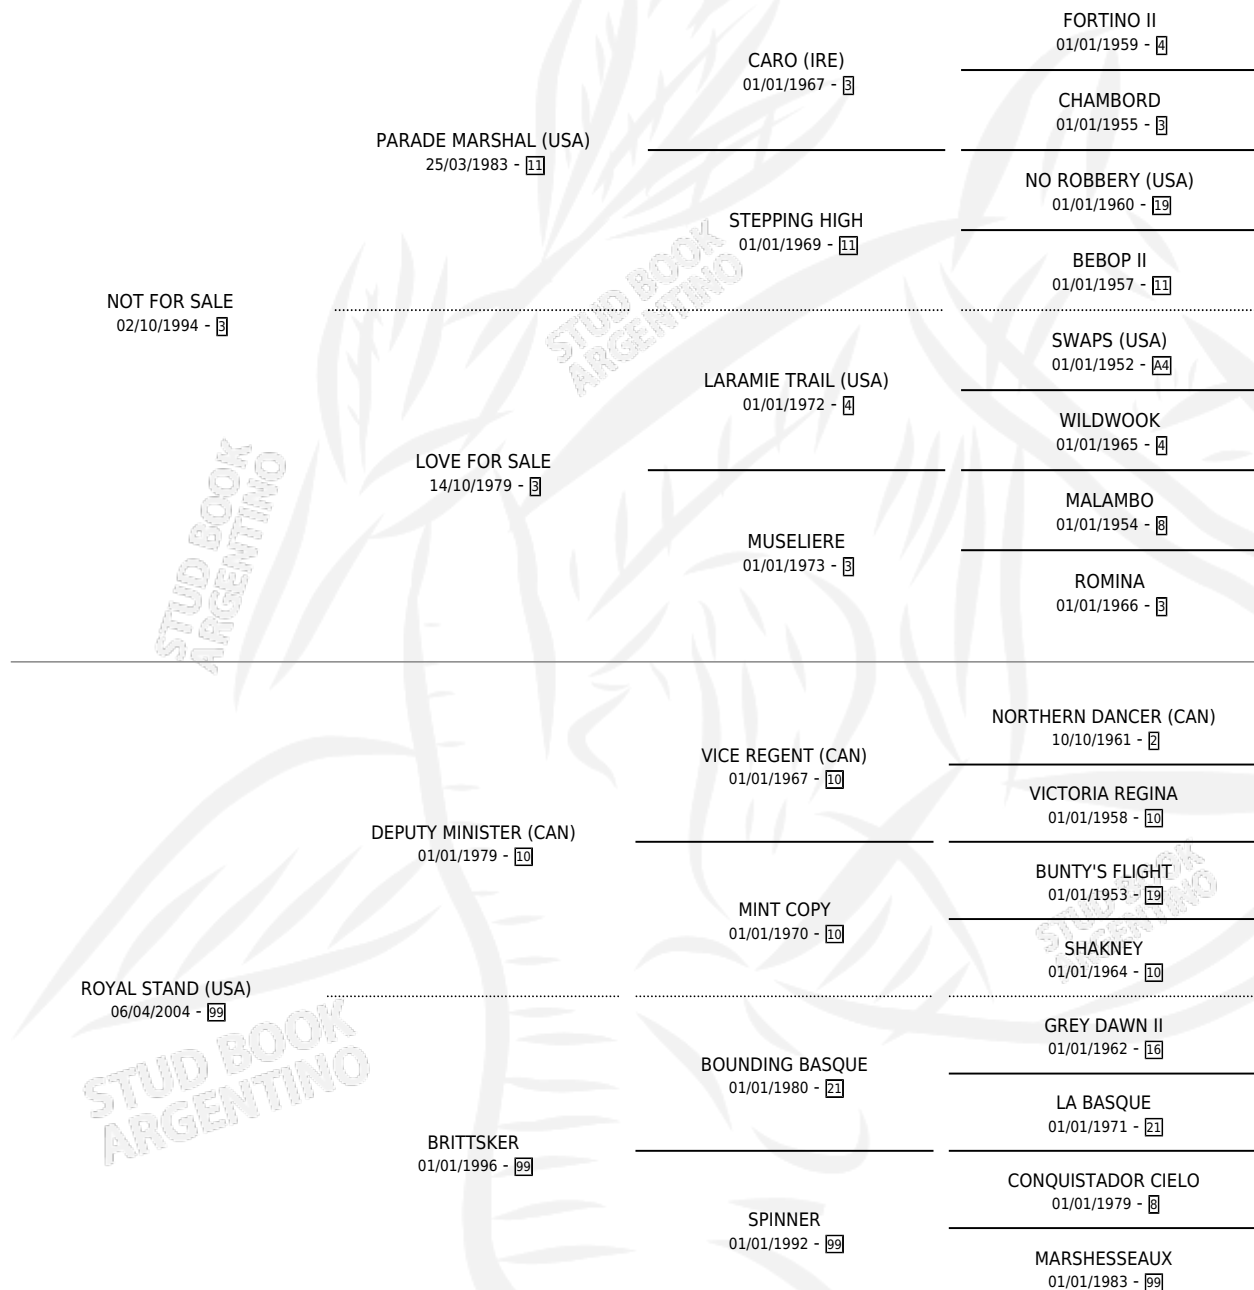 FORTINO II
01/01/1959 - 4
CARO (IRE)
01/01/1967 - 3
CHAMBORD
01/01/1955 - 3
PARADE MARSHAL (USA)
25/03/1983 - 11
NO ROBBERY (USA)
01/01/1960 - 19
STEPPING HIGH
01/01/1969 - 11
BEBOP II
01/01/1957 - 11
NOT FOR SALE
02/10/1994 - 3
STUD BOOK
ARGENTINO
SWAPS (USA)
01/01/1952 - A4
LARAMIE TRAIL (USA)
01/01/1972 - 4
WILDWOOK
01/01/1965 - 4
LOVE FOR SALE
14/10/1979 - 3
MALAMBO
01/01/1954 - 8
MUSELIERE
01/01/1973 - 3
ROMINA
01/01/1966 - 3
STUD BOOK
ARGENTINO
NORTHERN DANCER (CAN)
10/10/1961 - 2
VICE REGENT (CAN)
01/01/1967 - 10
VICTORIA REGINA
01/01/1958 - 10
DEPUTY MINISTER (CAN)
01/01/1979 - 10
BUNTY'S FLIGHT
01/01/1953 - 19
MINT COPY
01/01/1970 - 10
STUD BOOK
ARGENTINO
SHAKNEY
01/01/1964 - 10
ROYAL STAND (USA)
06/04/2004 - 99
STUD BOOK
ARGENTINO
GREY DAWN II
01/01/1962 - 16
BOUNDING BASQUE
01/01/1980 - 21
LA BASQUE
01/01/1971 - 21
BRITTSKER
01/01/1996 - 99
CONQUISTADOR CIELO
01/01/1979 - 8
SPINNER
01/01/1992 - 99
MARSHESSEAUX
01/01/1983 - 99